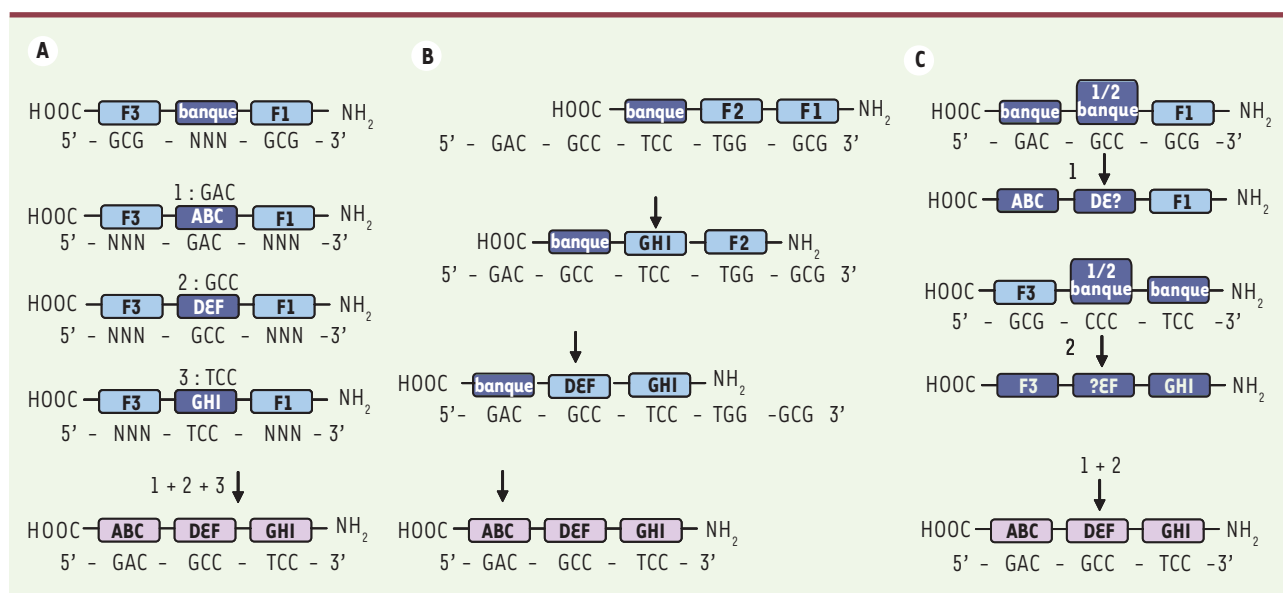 A
HOOC F3 banque F1 NH2
5' - GCG - NNN - GCG - 3'
1 : GAC
HOOC F3 ABC F1 NH2
5' - NNN - GAC - NNN - 3'
2 : GCC
HOOC F3 DEF F1 NH2
5' - NNN - GCC - NNN - 3'
3 : TCC
HOOC F3 GHI F1 NH2
5' - NNN - TCC - NNN - 3'
1 + 2 + 3
HOOC ABC DEF GHI NH2
5' - GAC - GCC - TCC - 3'
B
HOOC banque F2 F1 NH2
5' - GAC - GCC - TCC - TGG - GCG 3'
HOOC banque GHI F2 NH2
5' - GAC - GCC - TCC - TGG - GCG 3'
HOOC banque DEF GHI NH2
5'- GAC - GCC - TCC - TGG -GCG 3'
HOOC ABC DEF GHI NH2
5' - GAC - GCC - TCC - 3'
C
1/2
HOOC banque banque F1 NH2
5' - GAC - GCC - GCG -3'
1
HOOC ABC DE? F1 NH2
1/2
HOOC F3 banque banque NH2
5' - GCG - CCC - TCC -3'
2
HOOC F3 ?EF GHI NH2
1 + 2
HOOC ABC DEF GHI NH2
5' - GAC - GCC - TCC -3'